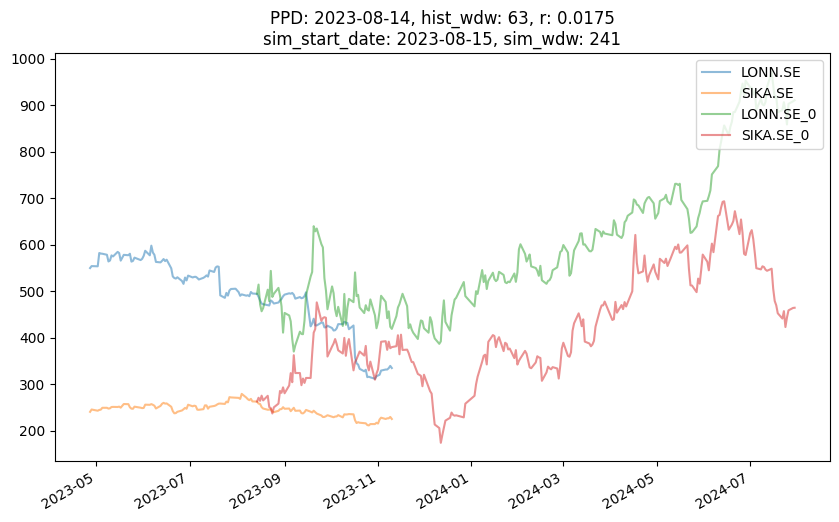 PPD: 2023-08-14, hist_wdw: 63, r: 0.0175
sim_start_date: 2023-08-15, sim_wdw: 241
1000
900
800
700
600
500
400
300
200
LONN.SE
SIKA.SE
LONN.SE_0
SIKA.SE_0
2023-05
2023-07
2023-09
2023-11
2024-01
2024-03
2024-05
2024-07